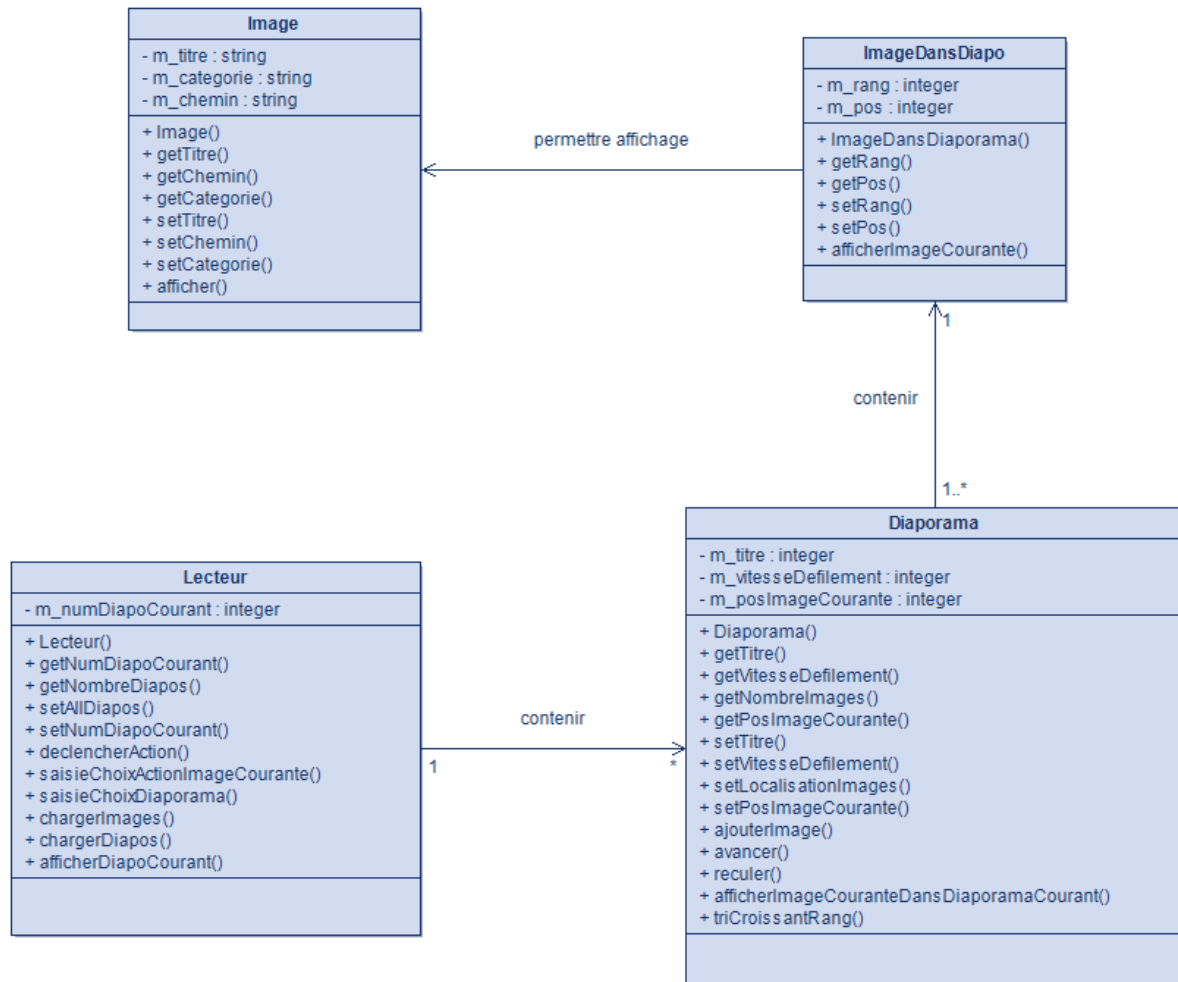 Image
- m_titre : string
- m_categorie : string
- m_chemin : string
+ Image()
+ getTitre()
+ getChemin()
+ getCategorie()
+ setTitre()
+ setChemin()
+ setCategorie()
+ afficher()
permettre affichage
ImageDansDiapo
- m_rang : integer
- m_pos : integer
+ ImageDansDiaporama()
+ getRang()
+ getPos()
+ setRang()
+ setPos()
+ afficherImageCourante()
1
contenir
1..*
Lecteur
- m_numDiapoCourant : integer
+ Lecteur()
+ getNumDiapoCourant()
+ getNombreDiapos()
+ setAllDiapos()
+ setNumDiapoCourant()
+ declencherAction()
+ saisieChoixActionImageCourante()
+ saisieChoixDiaporama()
+ chargerImages()
+ chargerDiapos()
+ afficherDiapoCourant()
contenir
1
*
Diaporama
- m_titre : integer
- m_vitesseDefilement : integer
- m_posImageCourante : integer
+ Diaporama()
+ getTitre()
+ getVitesseDefilement()
+ getNombreImages()
+ getPosImageCourante()
+ setTitre()
+ setVitesseDefilement()
+ setLocalisationImages()
+ setPosImageCourante()
+ ajouterImage()
+ avancer()
+ reculer()
+ afficherImageCouranteDansDiaporamaCourant()
+ triCroissantRang()